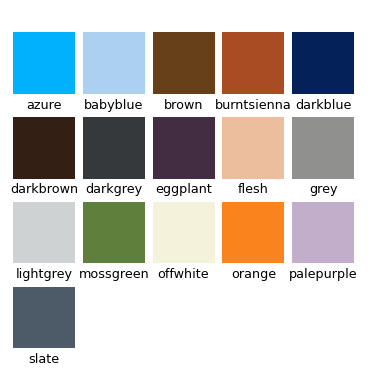 azure babyblue brown burntsienna darkblue
darkbrown darkgrey eggplant flesh grey
lightgrey mossgreen offwhite orange palepurple
slate